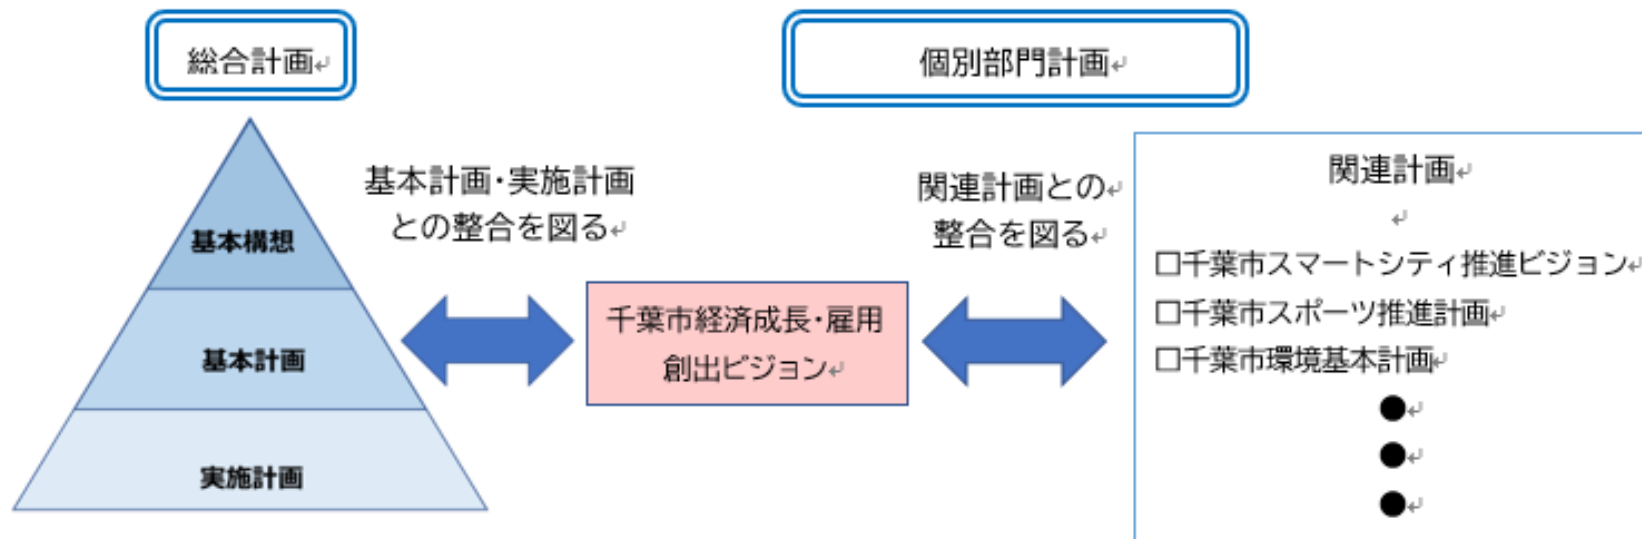 総合計画
個別部門計画
基本構想
基本計画
実施計画
基本計画・実施計画
との整合を図る
千葉市経済成長・雇用
創出ビジョン
関連計画との
整合を図る
関連計画
□千葉市スマートシティ推進ビジョン
□千葉市スポーツ推進計画
□千葉市環境基本計画
●
●
●